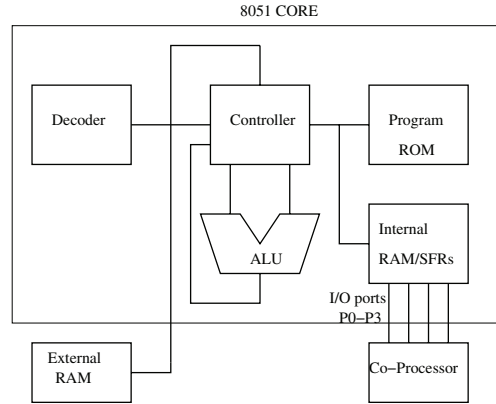 8051 CORE
Decoder
Controller
Program
ROM
Internal
RAM/SFRs
ALU
I/O ports
P0−P3
External
RAM
Co−Processor